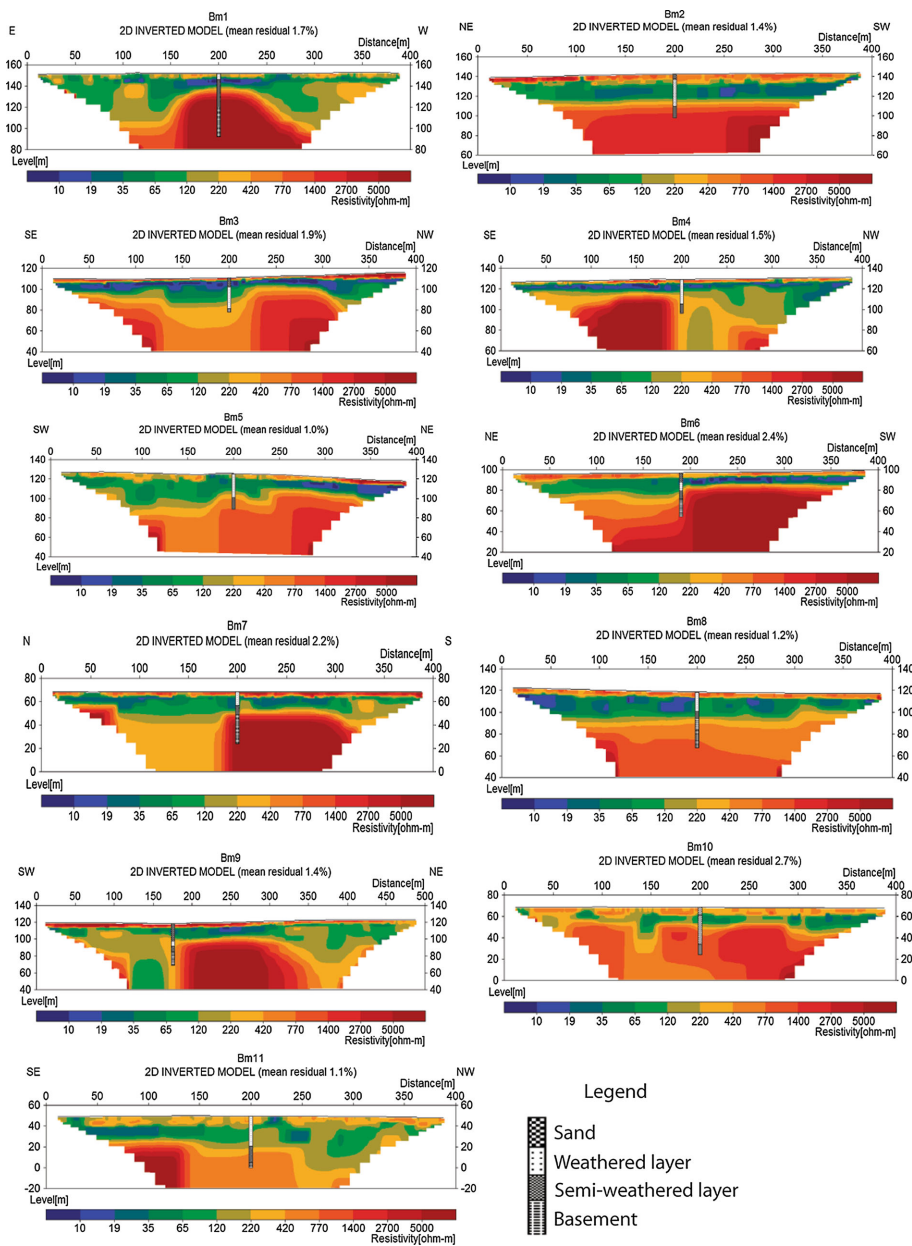 Bm1
E 2D INVERTED MODEL (mean residual 1.7%) W
Distance[m]
0 50 100 150 200 250 300 350 400
160 160
140 140
120 120
100 100
80 80
Level[m]
10 19 35 65 120 220 420 770 1400 2700 5000
Resistivity[ohm-m]
Bm2
NE 2D INVERTED MODEL (mean residual 1.4%) SW
Distance[m]
0 50 100 150 200 250 300 350 400
160 160
140 140
120 120
100 100
80 80
60 60
Level[m]
10 19 35 65 120 220 420 770 1400 2700 5000
Resistivity[ohm-m]
Bm3
SE 2D INVERTED MODEL (mean residual 1.9%) NW
Distance[m]
0 50 100 150 200 250 300 350 400
120 120
100 100
80 80
60 60
40 40
Level[m]
10 19 35 65 120 220 420 770 1400 2700 5000
Resistivity[ohm-m]
Bm4
SE 2D INVERTED MODEL (mean residual 1.5%) NW
Distance[m]
0 50 100 150 200 250 300 350 400
140 140
120 120
100 100
80 80
60 60
Level[m]
10 19 35 65 120 220 420 770 1400 2700 5000
Resistivity[ohm-m]
Bm5
SW 2D INVERTED MODEL (mean residual 1.0%) NE
Distance[m]
0 50 100 150 200 250 300 350 400
140 140
120 120
100 100
80 80
60 60
40 40
Level[m]
10 19 35 65 120 220 420 770 1400 2700 5000
Resistivity[ohm-m]
Bm6
NE 2D INVERTED MODEL (mean residual 2.4%) SW
Distance[m]
0 50 100 150 200 250 300 350 400
100 100
80 80
60 60
40 40
20 20
Level[m]
10 19 35 65 120 220 420 770 1400 2700 5000
Resistivity[ohm-m]
Bm7
N 2D INVERTED MODEL (mean residual 2.2%) S
Distance[m]
0 50 100 150 200 250 300 350 400
80 80
60 60
40 40
20 20
0 0
Level[m]
10 19 35 65 120 220 420 770 1400 2700 5000
Resistivity[ohm-m]
Bm8
2D INVERTED MODEL (mean residual 1.2%)
Distance[m]
0 50 100 150 200 250 300 350 400
140 140
120 120
100 100
80 80
60 60
40 40
Level[m]
10 19 35 65 120 220 420 770 1400 2700 5000
Resistivity[ohm-m]
Bm9
SW 2D INVERTED MODEL (mean residual 1.4%) NE
Distance[m]
0 50 100 150 200 250 300 350 400 450 500
140 140
120 120
100 100
80 80
60 60
40 40
Level[m]
10 19 35 65 120 220 420 770 1400 2700 5000
Resistivity[ohm-m]
Bm10
2D INVERTED MODEL (mean residual 2.7%)
Distance[m]
0 50 100 150 200 250 300 350 400
80 80
60 60
40 40
20 20
0 0
Level[m]
10 19 35 65 120 220 420 770 1400 2700 5000
Resistivity[ohm-m]
Bm11
SE 2D INVERTED MODEL (mean residual 1.1%) NW
Distance[m]
0 50 100 150 200 250 300 350 400
60 60
40 40
20 20
0 0
-20 -20
Level[m]
10 19 35 65 120 220 420 770 1400 2700 5000
Resistivity[ohm-m]
Legend
Sand
Weathered layer
Semi-weathered layer
Basement